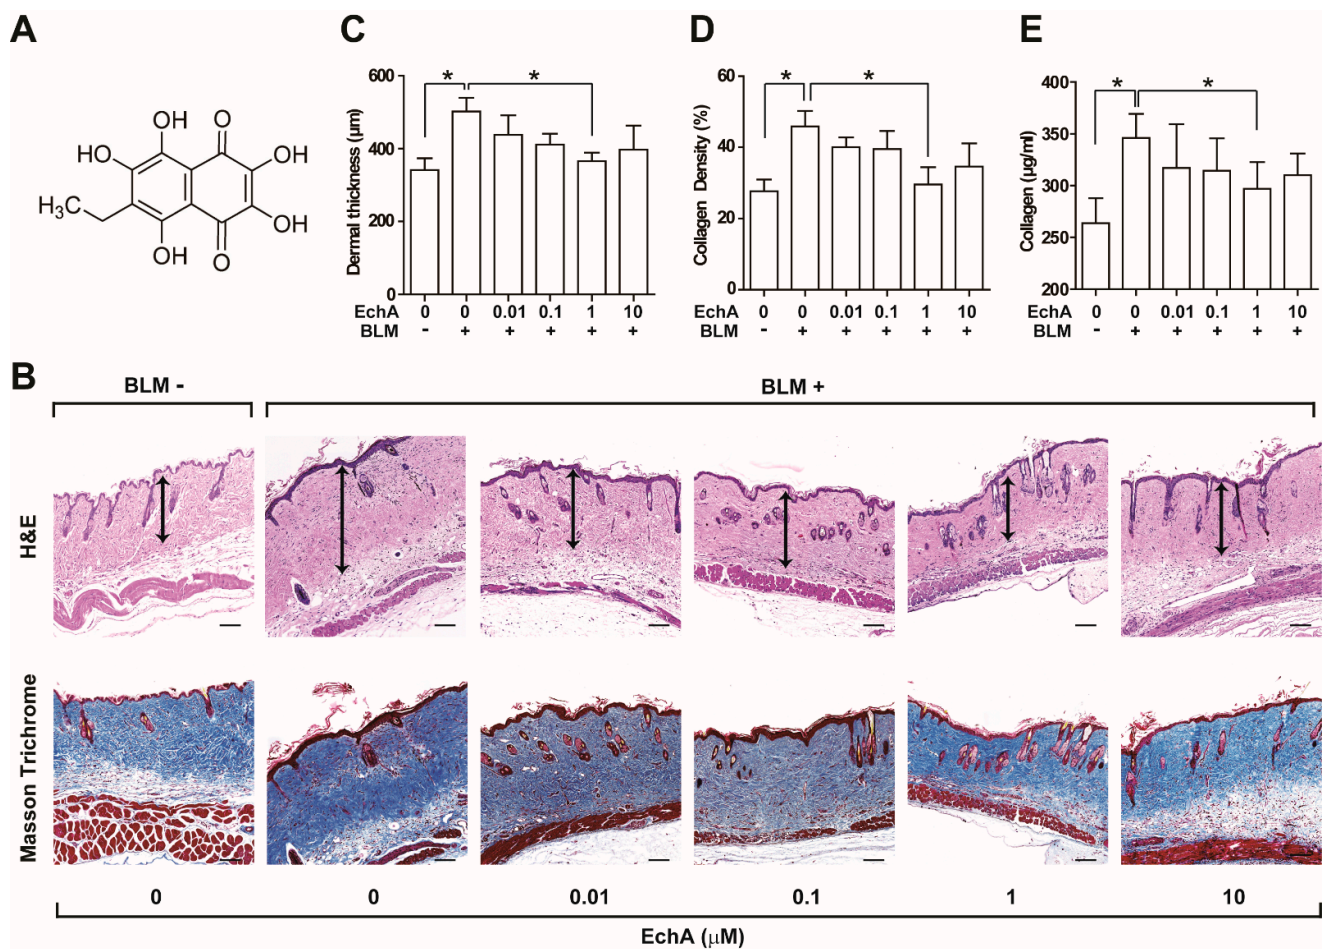 A
OH
O
HO
OH
H₃C
OH
OH
O
C
Dermal thickness (µm)
600
400
200
0
EchA 0 0 0.01 0.1 1 10
BLM - + + + + +
* *
D
Collagen Density (%)
60
40
20
0
EchA 0 0 0.01 0.1 1 10
BLM - + + + + +
* *
E
Collagen (µg/ml)
400
350
300
250
200
EchA 0 0 0.01 0.1 1 10
BLM - + + + + +
* *
B
BLM - BLM +
H&E
Masson Trichrome
0 0 0.01 0.1 1 10
EchA (µM)